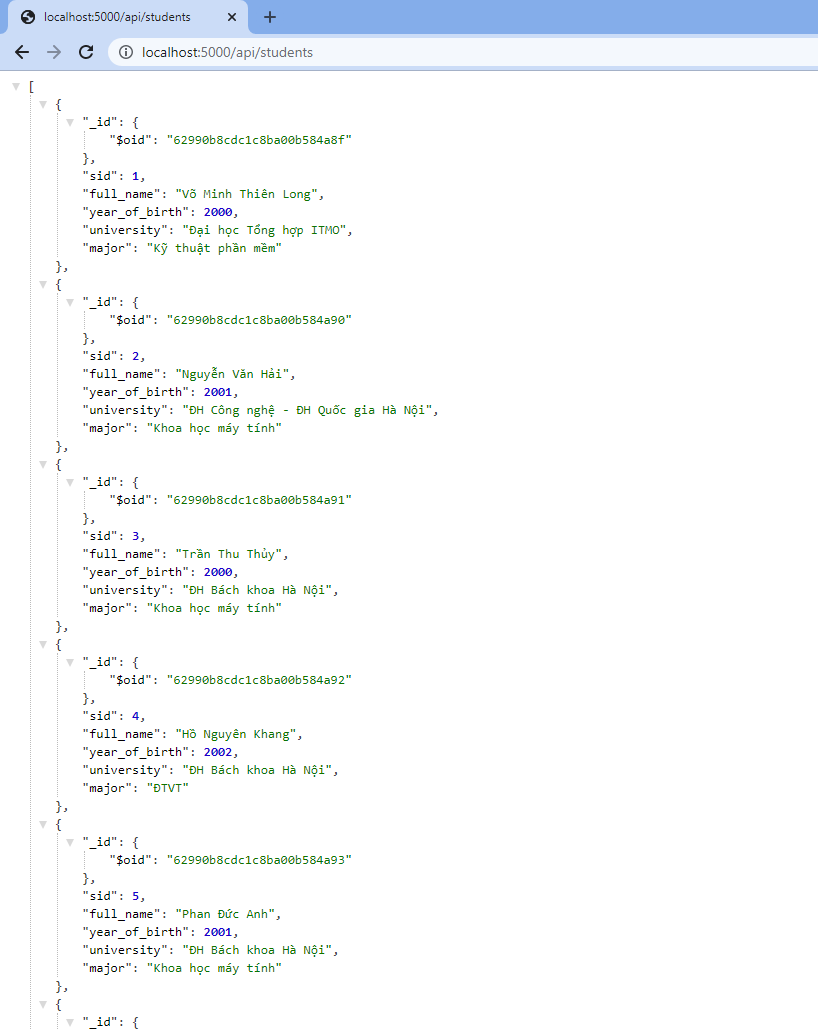 localhost:5000/api/students
localhost:5000/api/students
[
{
"_id": {
"$oid": "62990b8cdc1c8ba00b584a8f"
},
"sid": 1,
"full_name": "Võ Minh Thiên Long",
"year_of_birth": 2000,
"university": "Đại học Tổng hợp ITMO",
"major": "Kỹ thuật phần mềm"
},
{
"_id": {
"$oid": "62990b8cdc1c8ba00b584a90"
},
"sid": 2,
"full_name": "Nguyễn Văn Hải",
"year_of_birth": 2001,
"university": "ĐH Công nghệ - ĐH Quốc gia Hà Nội",
"major": "Khoa học máy tính"
},
{
"_id": {
"$oid": "62990b8cdc1c8ba00b584a91"
},
"sid": 3,
"full_name": "Trần Thu Thủy",
"year_of_birth": 2000,
"university": "ĐH Bách khoa Hà Nội",
"major": "Khoa học máy tính"
},
{
"_id": {
"$oid": "62990b8cdc1c8ba00b584a92"
},
"sid": 4,
"full_name": "Hồ Nguyên Khang",
"year_of_birth": 2002,
"university": "ĐH Bách khoa Hà Nội",
"major": "ĐTVT"
},
{
"_id": {
"$oid": "62990b8cdc1c8ba00b584a93"
},
"sid": 5,
"full_name": "Phan Đức Anh",
"year_of_birth": 2001,
"university": "ĐH Bách khoa Hà Nội",
"major": "Khoa học máy tính"
},
{
"_id": {